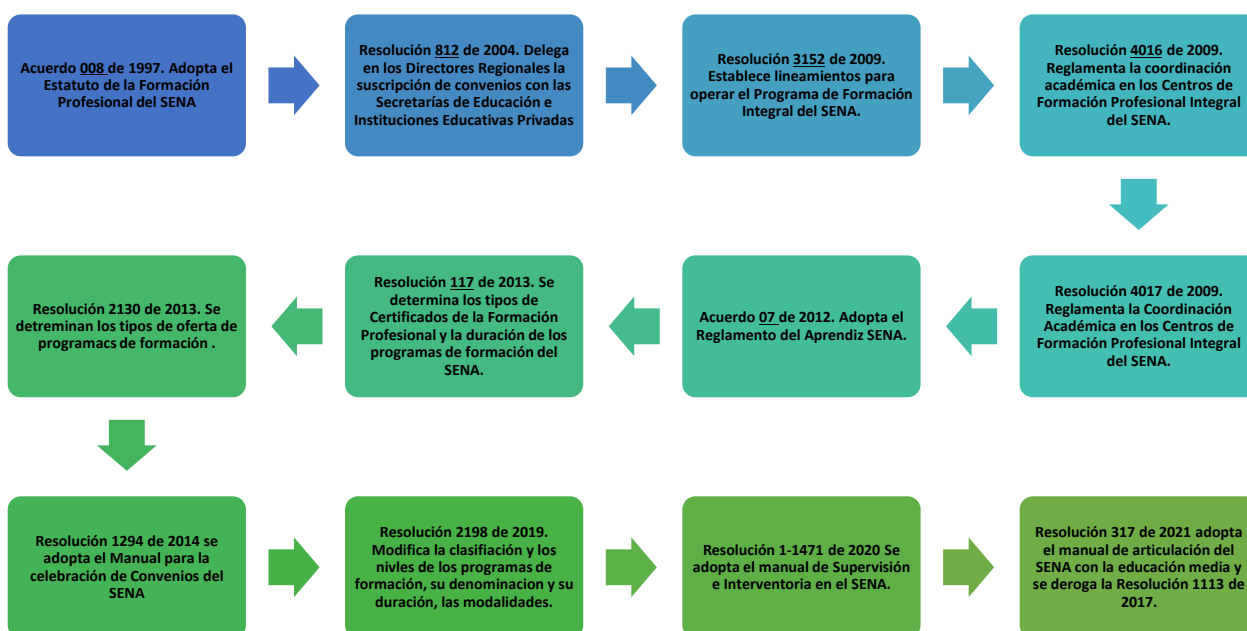 Acuerdo 008 de 1997. Adopta el
Estatuto de la Formación
Profesional del SENA
Resolución 812 de 2004. Delega
en los Directores Regionales la
suscripción de convenios con las
Secretarías de Educación e
Instituciones Educativas Privadas
Resolución 3152 de 2009.
Establece lineamientos para
operar el Programa de Formación
Integral del SENA.
Resolución 4016 de 2009.
Reglamenta la coordinación
académica en los Centros de
Formación Profesional Integral
del SENA.
Resolución 4017 de 2009.
Reglamenta la Coordinación
Académica en los Centros de
Formación Profesional Integral
del SENA.
Acuerdo 07 de 2012. Adopta el
Reglamento del Aprendiz SENA.
Resolución 117 de 2013. Se
determina los tipos de
Certificados de la Formación
Profesional y la duración de los
programas de formación del
SENA.
Resolución 2130 de 2013. Se
detreminan los tipos de oferta de
programacs de formación .
Resolución 1294 de 2014 se
adopta el Manual para la
celebración de Convenios del
SENA
Resolución 2198 de 2019.
Modifica la clasifiación y los
nivles de los programas de
formación, su denominacion y su
duración, las modalidades.
Resolución 1-1471 de 2020 Se
adopta el manual de Supervisión
e Interventoria en el SENA.
Resolución 317 de 2021 adopta
el manual de articulación del
SENA con la educación media y
se deroga la Resolución 1113 de
2017.